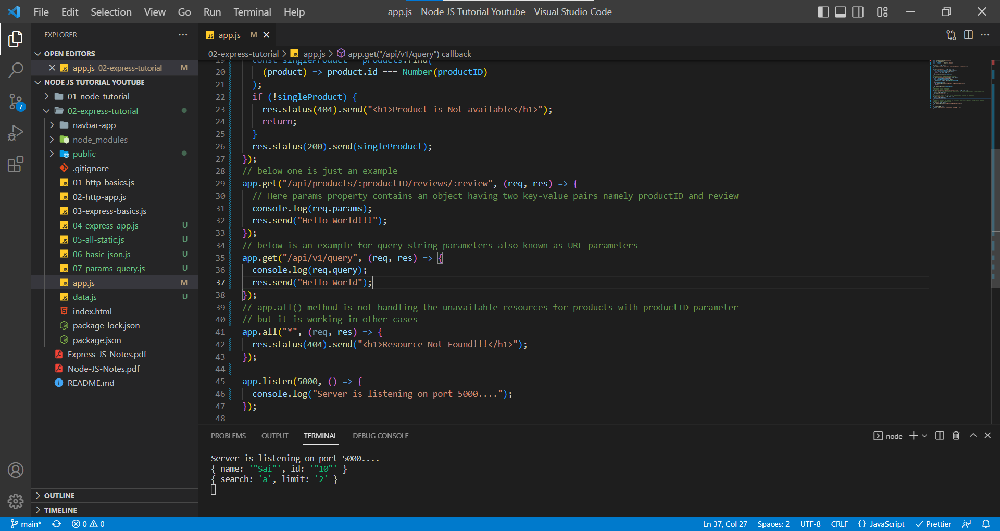 File Edit Selection View Go Run Terminal Help
app.js - Node JS Tutorial Youtube - Visual Studio Code
EXPLORER
OPEN EDITORS
app.js 02-express-tutorial M
NODE JS TUTORIAL YOUTUBE
01-node-tutorial
02-express-tutorial
navbar-app
node_modules
public
.gitignore
01-http-basics.js
02-http-app.js
03-express-basics.js
04-express-app.js U
05-all-static.js U
06-basic-json.js U
07-params-query.js U
app.js M
data.js U
index.html
package-lock.json
package.json
Express-JS-Notes.pdf
Node-JS-Notes.pdf
README.md
OUTLINE
TIMELINE
7
app.js M
02-express-tutorial > app.js > app.get("/api/v1/query") callback
19 const singleProduct = products.find(
20 (product) => product.id === Number(productID)
21 );
22 if (!singleProduct) {
23 res.status(404).send("<h1>Product is Not available</h1>");
24 return;
25 }
26 res.status(200).send(singleProduct);
27 });
28 // below one is just an example
29 app.get("/api/products/:productID/reviews/:review", (req, res) => {
30 // Here params property contains an object having two key-value pairs namely productID and review
31 console.log(req.params);
32 res.send("Hello World!!!");
33 });
34 // below is an example for query string parameters also known as URL parameters
35 app.get("/api/v1/query", (req, res) => {
36 console.log(req.query);
37 res.send("Hello World");
38 });
39 // app.all() method is not handling the unavailable resources for products with productID parameter
40 // but it is working in other cases
41 app.all("*", (req, res) => {
42 res.status(404).send("<h1>Resource Not Found!!!</h1>");
43 });
44
45 app.listen(5000, () => {
46 console.log("Server is listening on port 5000....");
47 });
48
PROBLEMS OUTPUT TERMINAL DEBUG CONSOLE
node
Server is listening on port 5000....
{ name: '"Sai"', id: '"10"' }
{ search: 'a', limit: '2' }
main* 0 0
Ln 37, Col 27 Spaces: 2 UTF-8 CRLF {} JavaScript Prettier